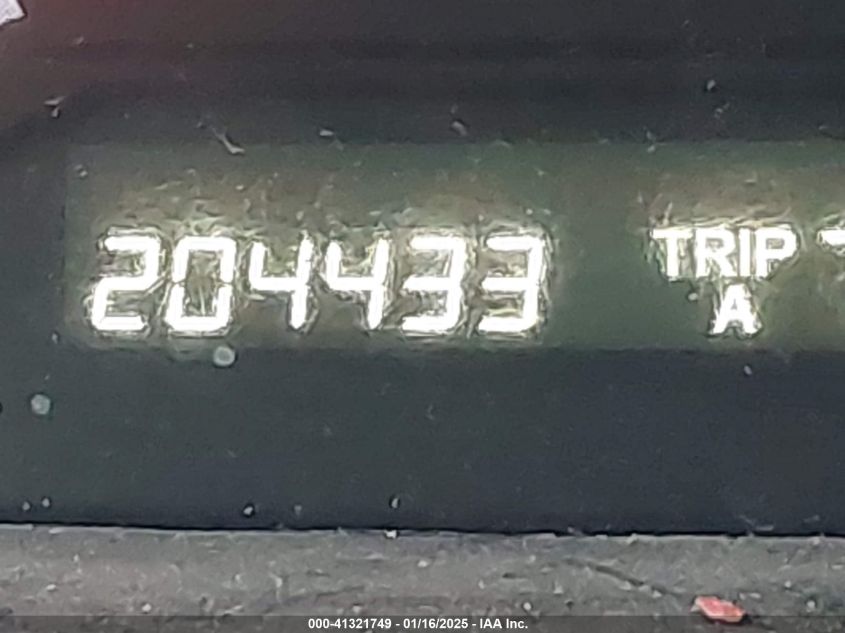 204433 TRIP
A
000-41321749 - 01/16/2025 - IAA Inc.